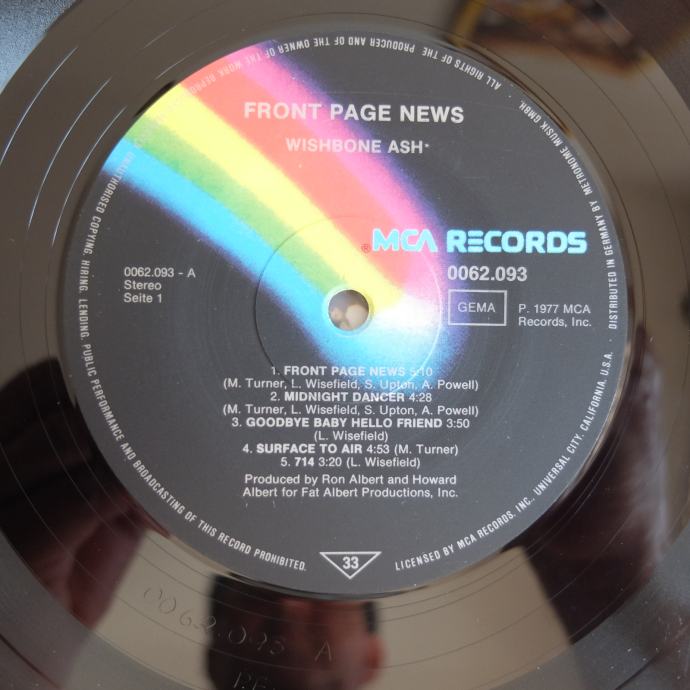 FRONT PAGE NEWS
WISHBONE ASH*
® MCA RECORDS
0062.093 - A
Stereo
Seite 1
0062.093
GEMA
P. 1977 MCA
Records, Inc.
1. FRONT PAGE NEWS 5:10
(M. Turner, L. Wisefield, S. Upton, A. Powell)
2. MIDNIGHT DANCER 4:28
(M. Turner, L. Wisefield, S. Upton, A. Powell)
3. GOODBYE BABY HELLO FRIEND 3:50
(L. Wisefield)
4. SURFACE TO AIR 4:53 (M. Turner)
5. 714 3:20 (L. Wisefield)
Produced by Ron Albert and Howard
Albert for Fat Albert Productions, Inc.
33
ALL RIGHTS OF THE PRODUCER AND OF THE OWNER OF THE WORK REPRO
UNAUTHORISED COPYING, HIRING, LENDING, PUBLIC PERFORMANCE AND BROADCASTING OF THIS RECORD PROHIBITED.
LICENSED BY MCA RECORDS, INC., UNIVERSAL CITY, CALIFORNIA, U.S.A. · DISTRIBUTED IN GERMANY BY METRONOME MUSIK GMBH.
0062.093 A